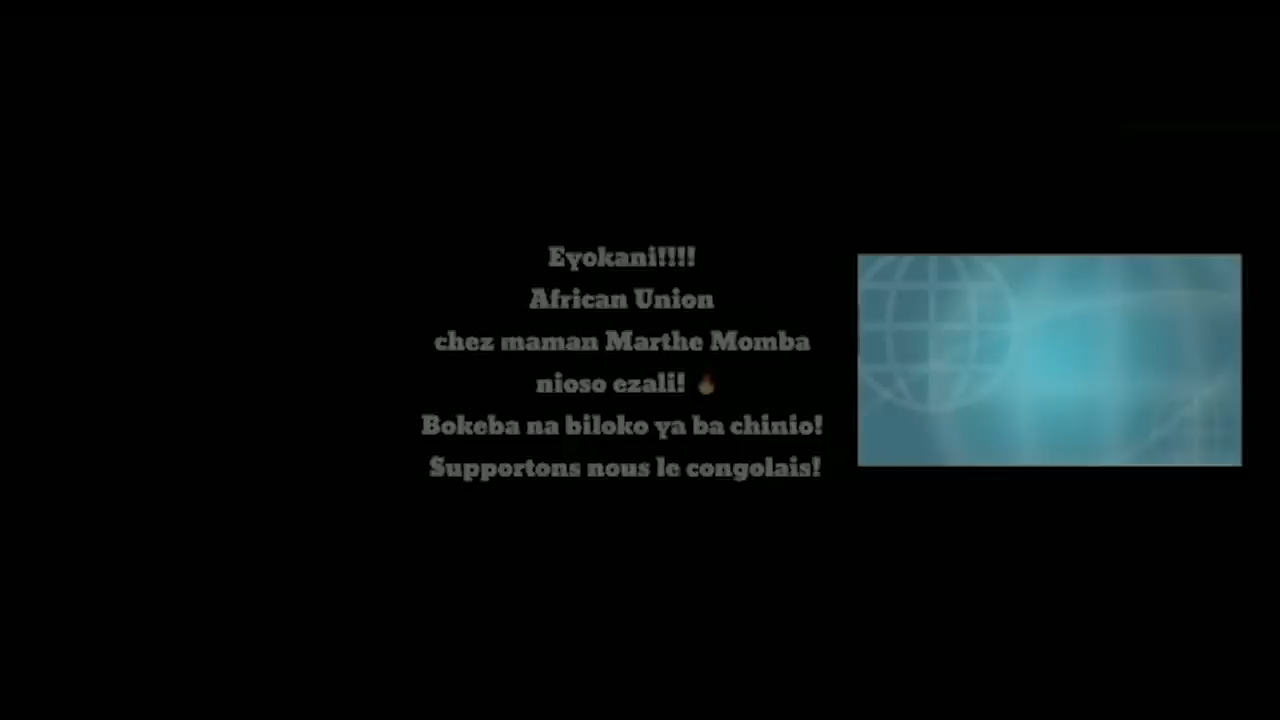 Eyokani!!!!
African Union
chez maman Marthe Momba
nioso ezali! 🔥
Bokeba na biloko ya ba chinio!
Supportons nous le congolais!